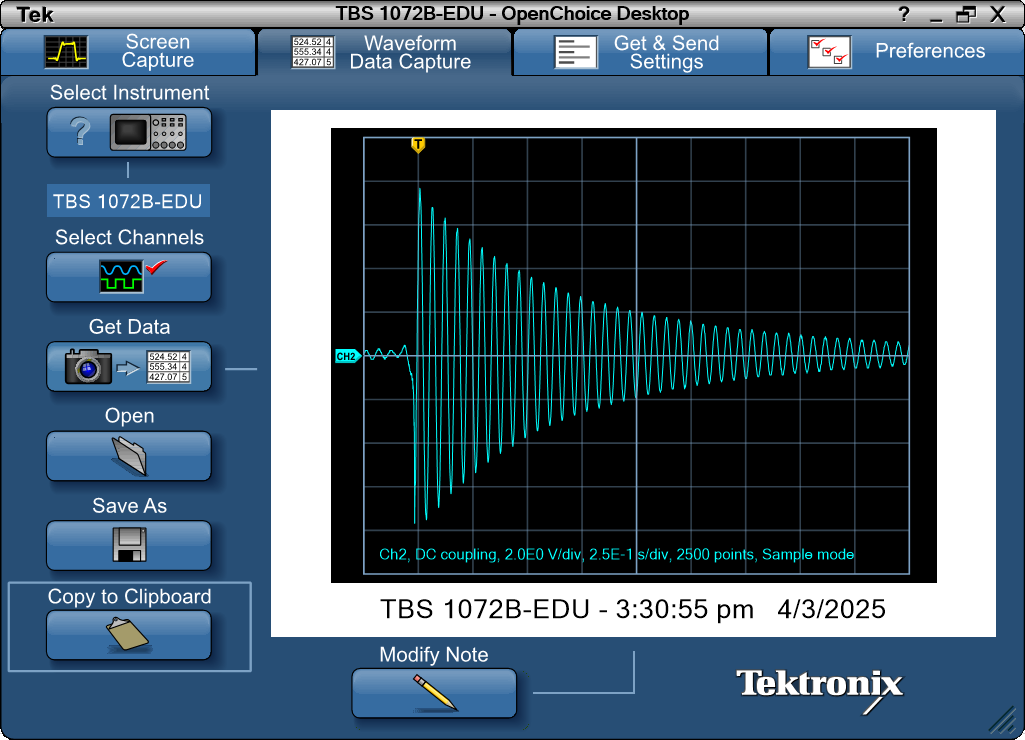 Tek
TBS 1072B-EDU - OpenChoice Desktop
? _ X
Screen Capture
524.52 4
555.34 4
427.07 5
Waveform Data Capture
Get & Send Settings
Preferences
Select Instrument
?
TBS 1072B-EDU
Select Channels
Get Data
524.52 4
555.34 4
427.07 5
Open
Save As
Copy to Clipboard
T
CH2
Ch2, DC coupling, 2.0E0 V/div, 2.5E-1 s/div, 2500 points, Sample mode
TBS 1072B-EDU - 3:30:55 pm 4/3/2025
Modify Note
Tektronix